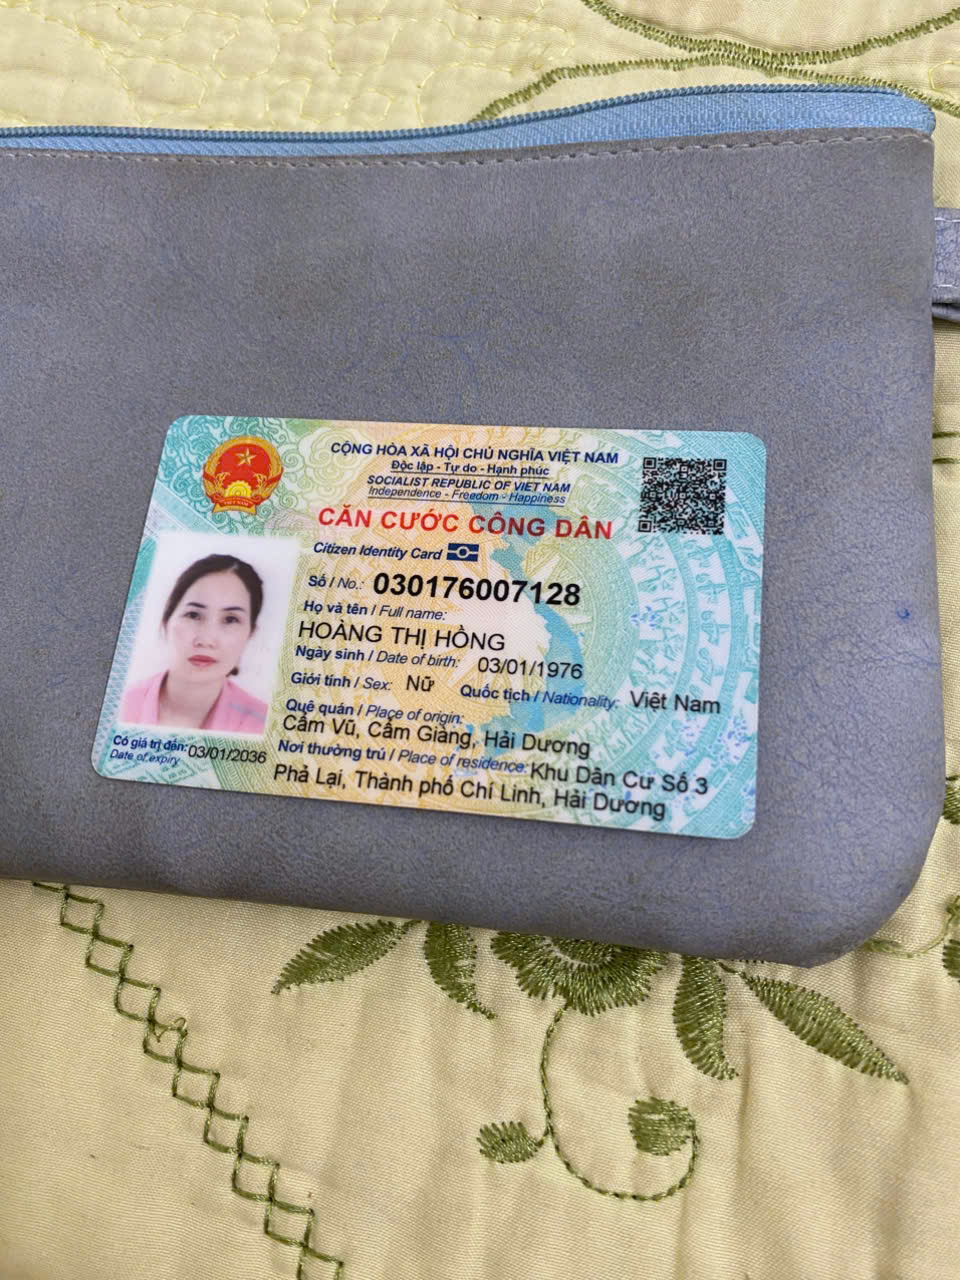 CỘNG HÒA XÃ HỘI CHỦ NGHĨA VIỆT NAM
Độc lập - Tự do - Hạnh phúc
SOCIALIST REPUBLIC OF VIET NAM
Independence - Freedom - Happiness
CĂN CƯỚC CÔNG DÂN
Citizen Identity Card
Số / No.: 030176007128
Họ và tên / Full name:
HOÀNG THỊ HỒNG
Ngày sinh / Date of birth: 03/01/1976
Giới tính / Sex: Nữ Quốc tịch / Nationality: Việt Nam
Quê quán / Place of origin:
Cẩm Vũ, Cẩm Giàng, Hải Dương
Nơi thường trú / Place of residence: Khu Dân Cư Số 3
Phả Lại, Thành phố Chí Linh, Hải Dương
Có giá trị đến: 03/01/2036
Date of expiry
VIỆT NAM